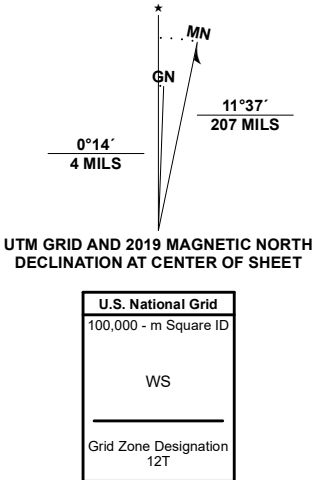 ★
MN
GN
11°37´
207 MILS
0°14´
4 MILS
UTM GRID AND 2019 MAGNETIC NORTH
DECLINATION AT CENTER OF SHEET
U.S. National Grid
100,000 - m Square ID
WS
Grid Zone Designation
12T